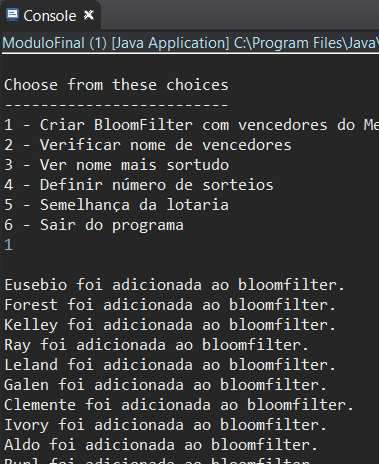 Console
ModuloFinal (1) [Java Application] C:\Program Files\Java\
Choose from these choices
-------------------------
1 - Criar BloomFilter com vencedores do Me
2 - Verificar nome de vencedores
3 - Ver nome mais sortudo
4 - Definir número de sorteios
5 - Semelhança da lotaria
6 - Sair do programa
1
Eusebio foi adicionada ao bloomfilter.
Forest foi adicionada ao bloomfilter.
Kelley foi adicionada ao bloomfilter.
Ray foi adicionada ao bloomfilter.
Leland foi adicionada ao bloomfilter.
Galen foi adicionada ao bloomfilter.
Clemente foi adicionada ao bloomfilter.
Ivory foi adicionada ao bloomfilter.
Aldo foi adicionada ao bloomfilter.
foi adicionada ao bloomfilter.